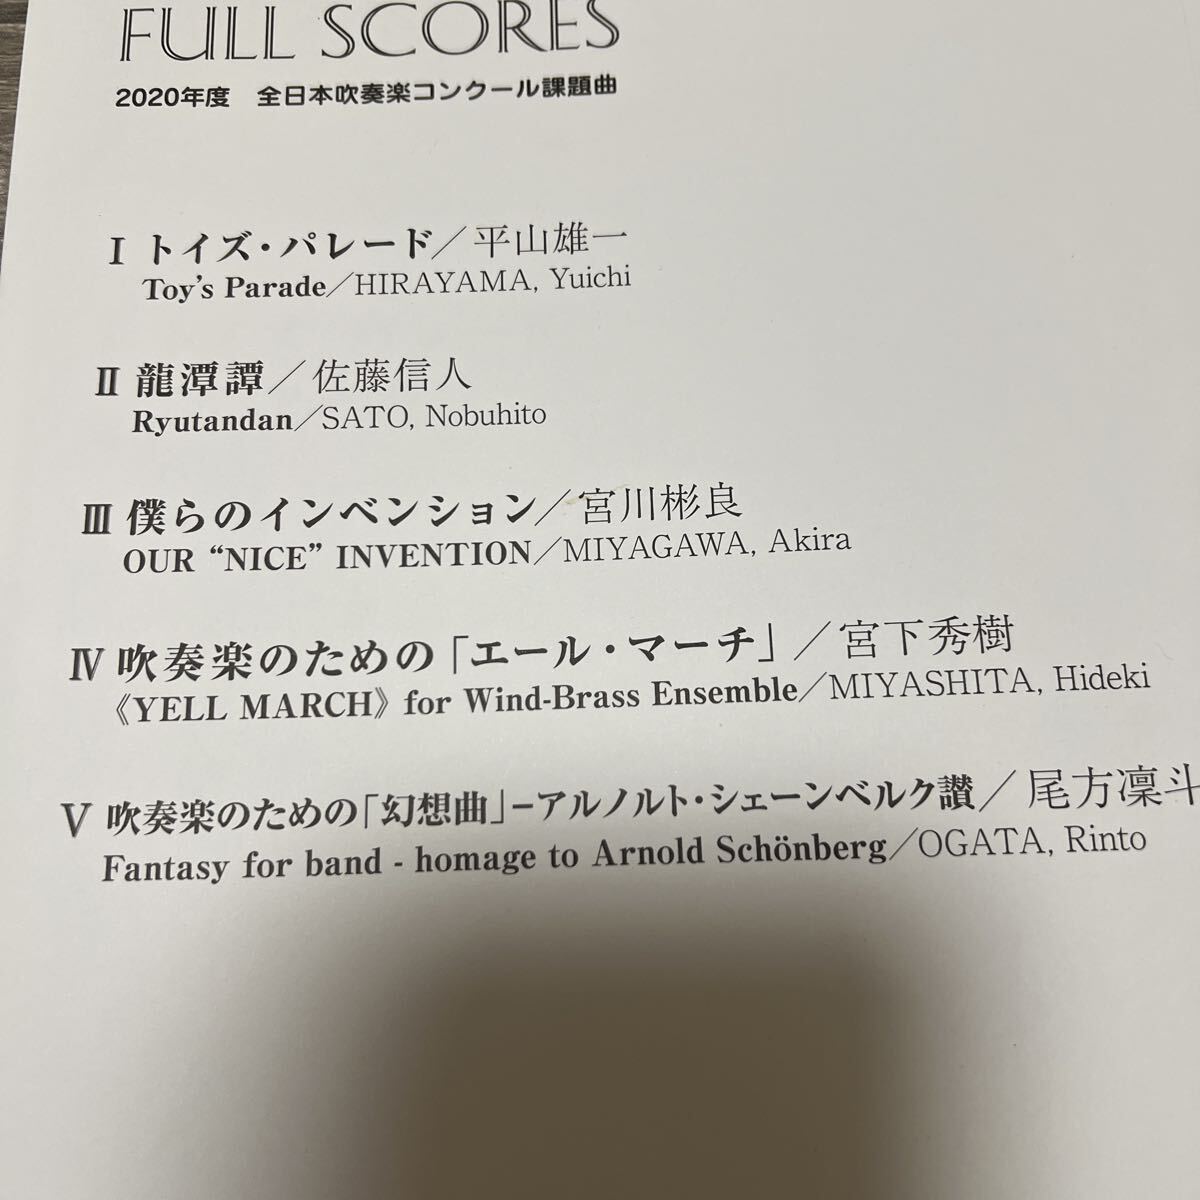 FULL SCORES
2020年度　全日本吹奏楽コンクール課題曲
Ⅰ トイズ・パレード／平山雄一
Toy's Parade／HIRAYAMA, Yuichi
Ⅱ 龍潭譚／佐藤信人
Ryutandan／SATO, Nobuhito
Ⅲ 僕らのインベンション／宮川彬良
OUR “NICE” INVENTION／MIYAGAWA, Akira
Ⅳ 吹奏楽のための「エール・マーチ」／宮下秀樹
《YELL MARCH》 for Wind-Brass Ensemble／MIYASHITA, Hideki
Ⅴ 吹奏楽のための「幻想曲」−アルノルト・シェーンベルク讃／尾方凜斗
Fantasy for band - homage to Arnold Schönberg／OGATA, Rinto